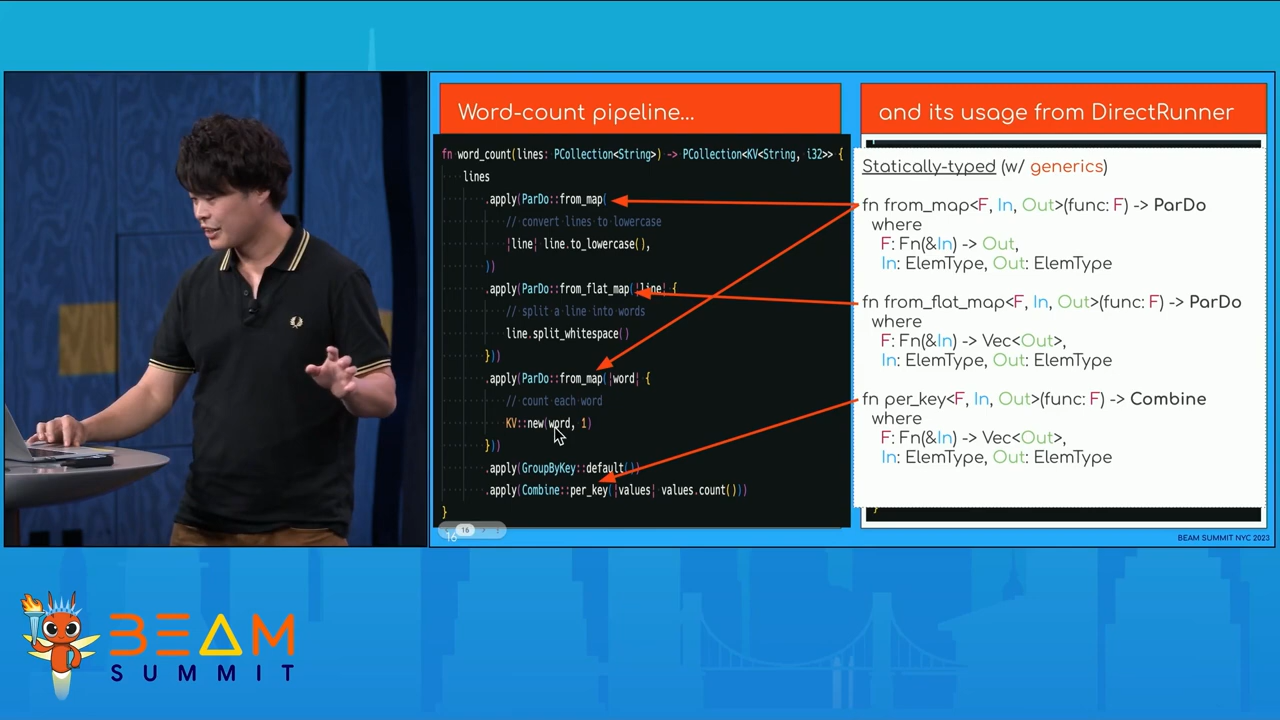 Word-count pipeline...
fn word_count(lines: PCollection<String>) -> PCollection<KV<String, i32>> {
lines
.apply(ParDo::from_map(
// convert lines to lowercase
|line| line.to_lowercase(),
))
.apply(ParDo::from_flat_map(|line| {
// split a line into words
line.split_whitespace()
}))
.apply(ParDo::from_map(|word| {
// count each word
KV::new(word, 1)
}))
.apply(GroupByKey::default())
.apply(Combine::per_key(|values| values.count()))
}
16
16
and its usage from DirectRunner
Statically-typed (w/ generics)
fn from_map<F, In, Out>(func: F) -> ParDo
where
F: Fn(&In) -> Out,
In: ElemType, Out: ElemType
fn from_flat_map<F, In, Out>(func: F) -> ParDo
where
F: Fn(&In) -> Vec<Out>,
In: ElemType, Out: ElemType
fn per_key<F, In, Out>(func: F) -> Combine
where
F: Fn(&In) -> Vec<Out>,
In: ElemType, Out: ElemType
}
BEAM SUMMIT NYC 2023
BEAM
SUMMIT